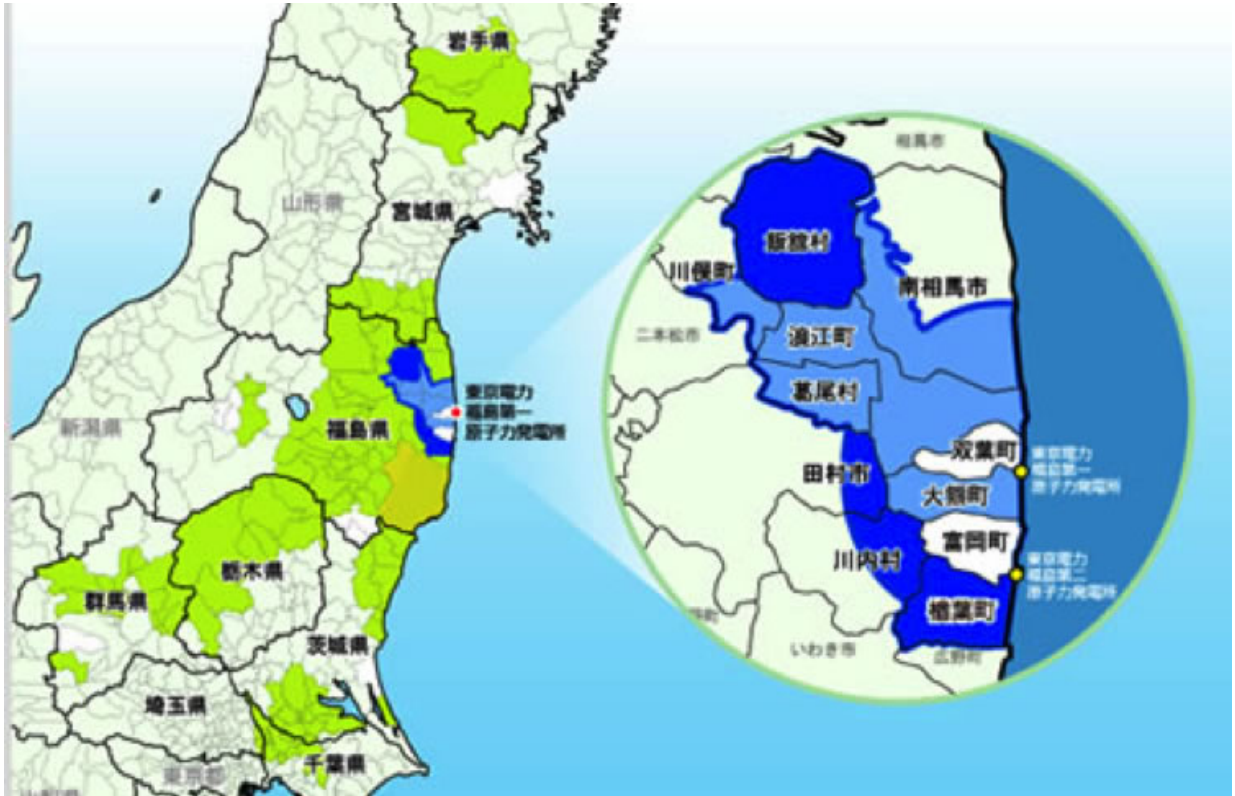 岩手県
山形県
宮城県
新潟県
福島県
東京電力
福島第一
原子力発電所
栃木県
群馬県
茨城県
埼玉県
東京都
千葉県
相馬市
飯舘村
川俣町
南相馬市
二本松市
浪江町
葛尾村
双葉町
東京電力
福島第一
原子力発電所
田村市
大熊町
富岡町
川内村
東京電力
福島第二
原子力発電所
楢葉町
いわき市
広野町